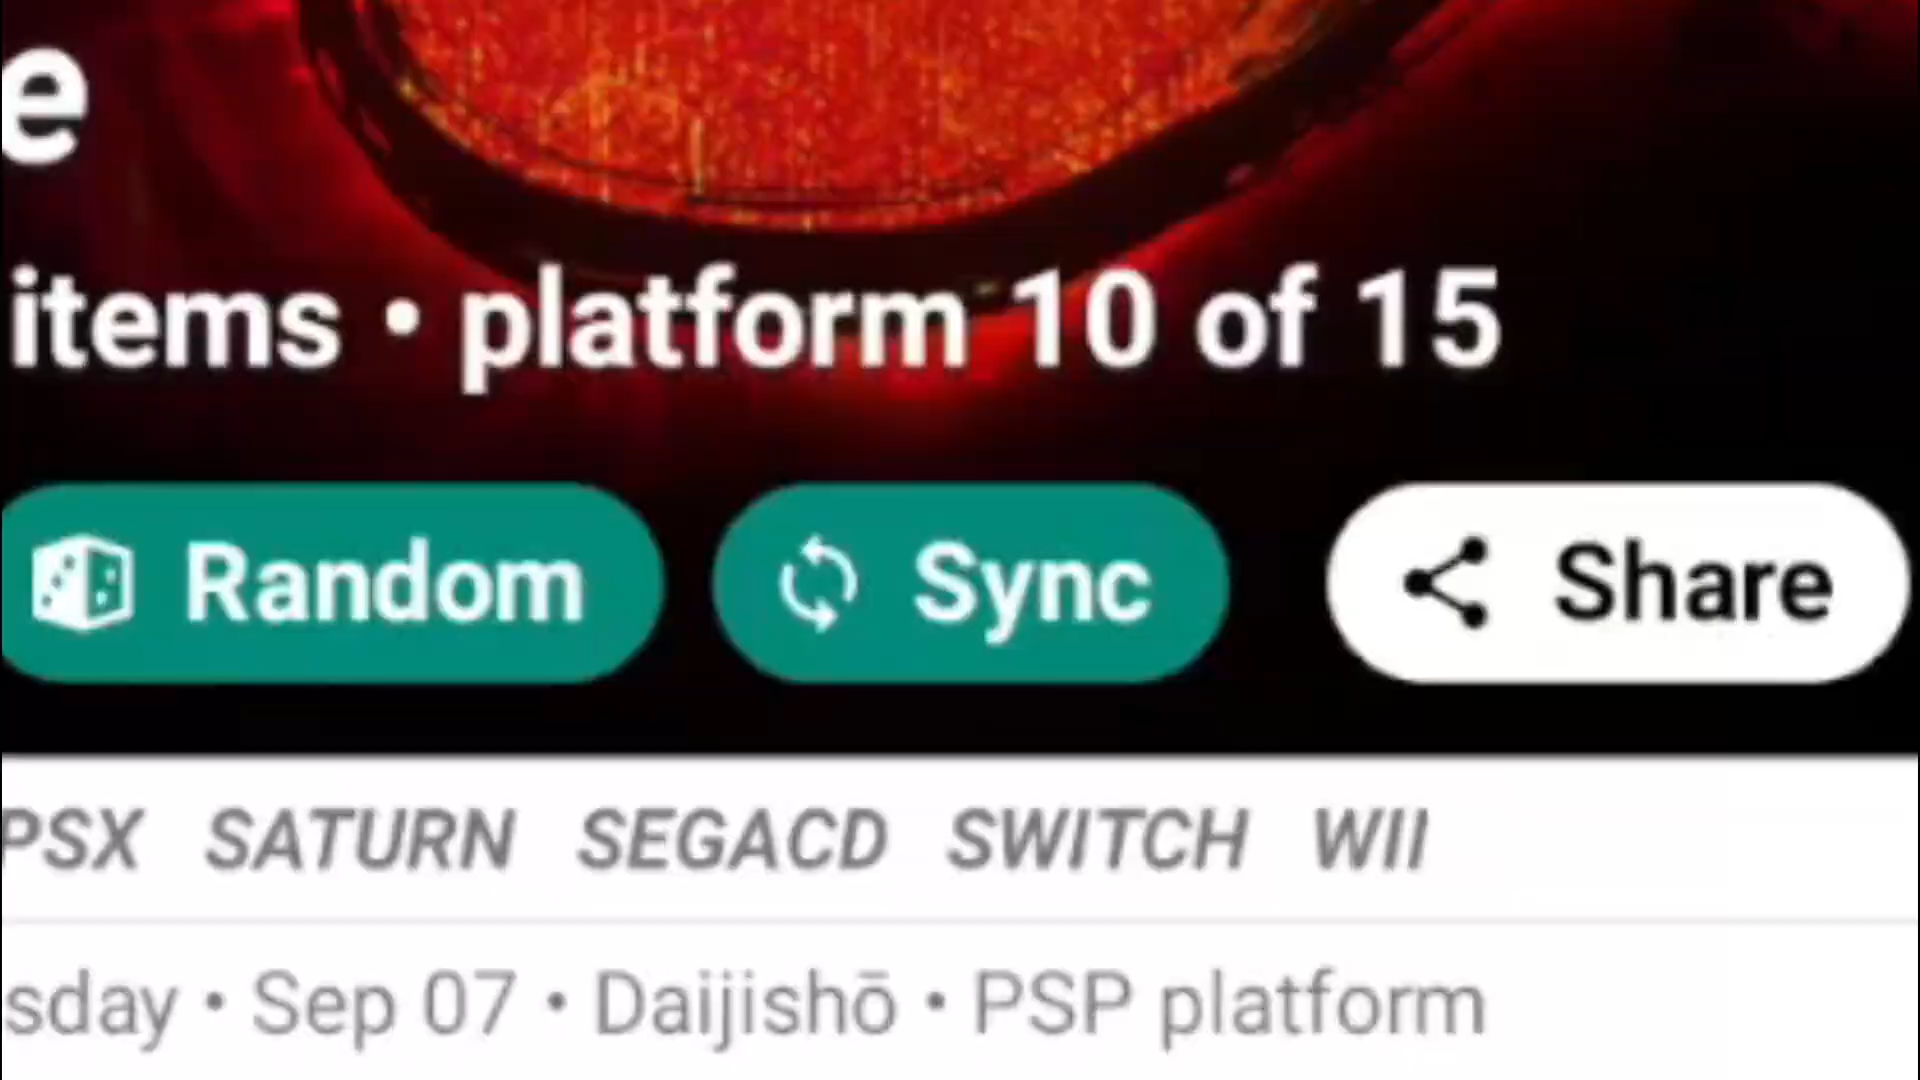 e
items • platform 10 of 15
Random Sync Share
PSX SATURN SEGACD SWITCH WII
sday • Sep 07 • Daijishō • PSP platform